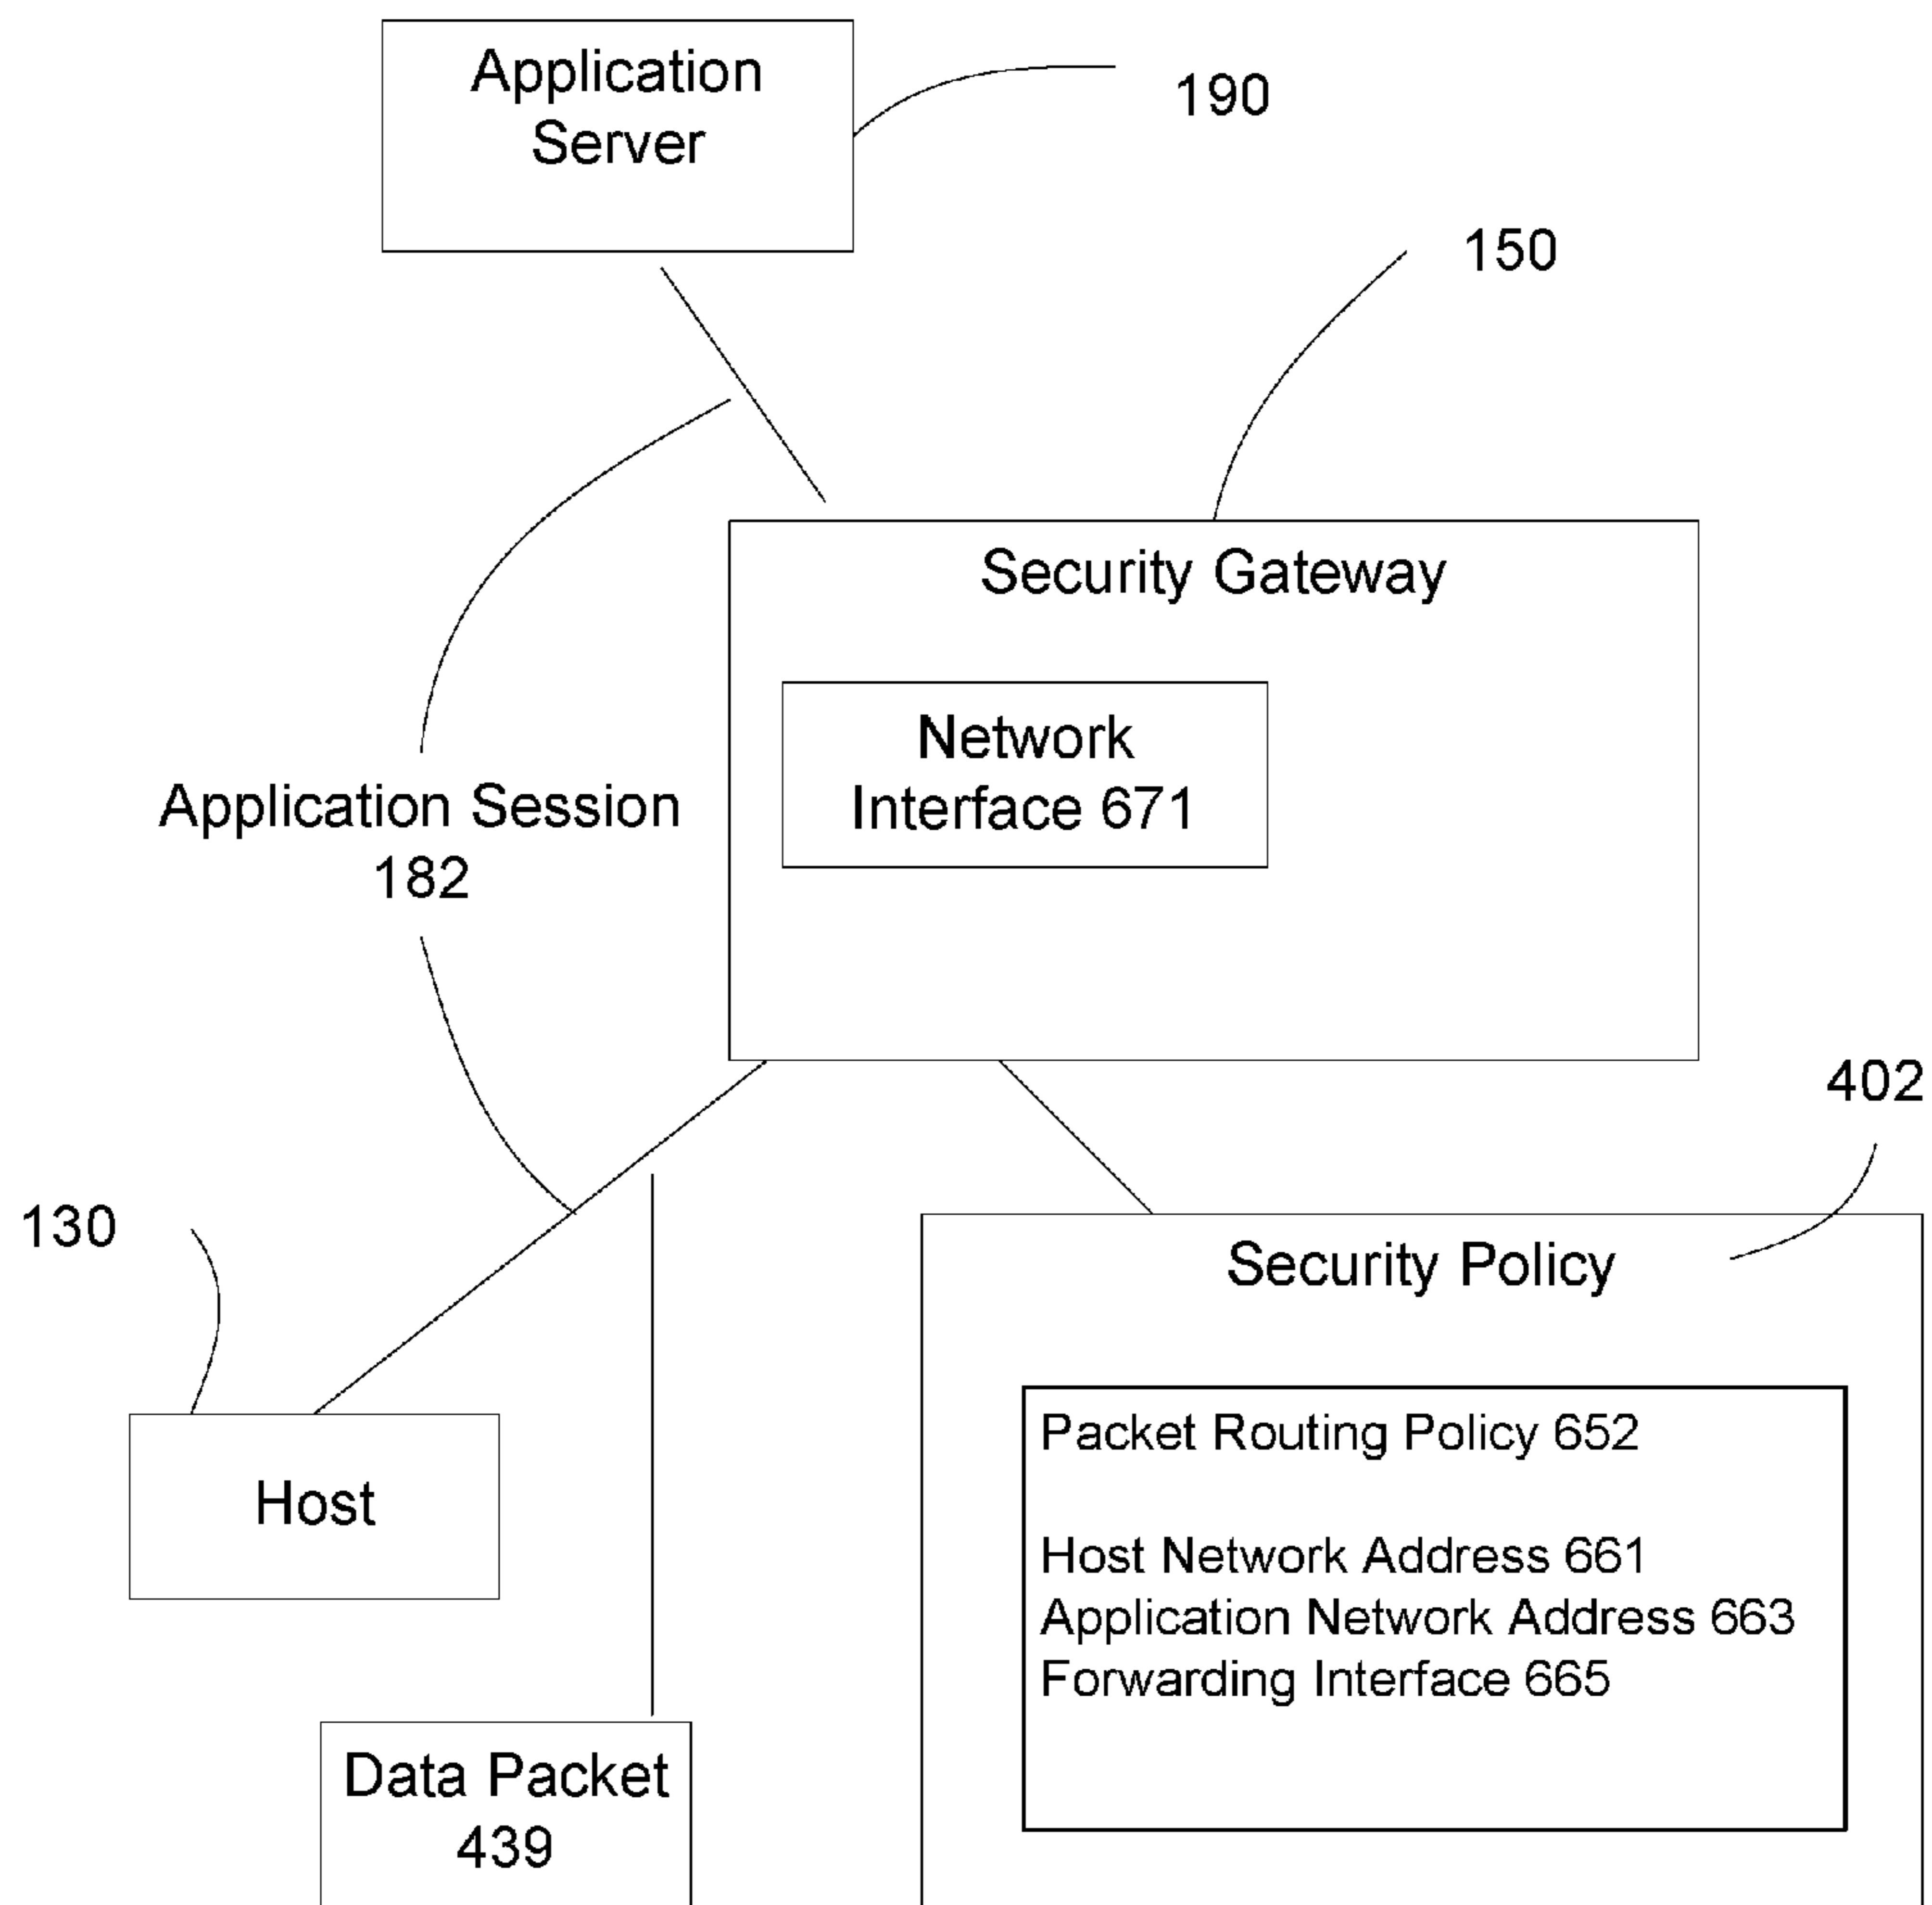 Application
Server
190
150
Security Gateway
Network
Interface 671
Application Session
182
402
130
Security Policy
Host
Packet Routing Policy 652
Host Network Address 661
Application Network Address 663
Forwarding Interface 665
Data Packet
439